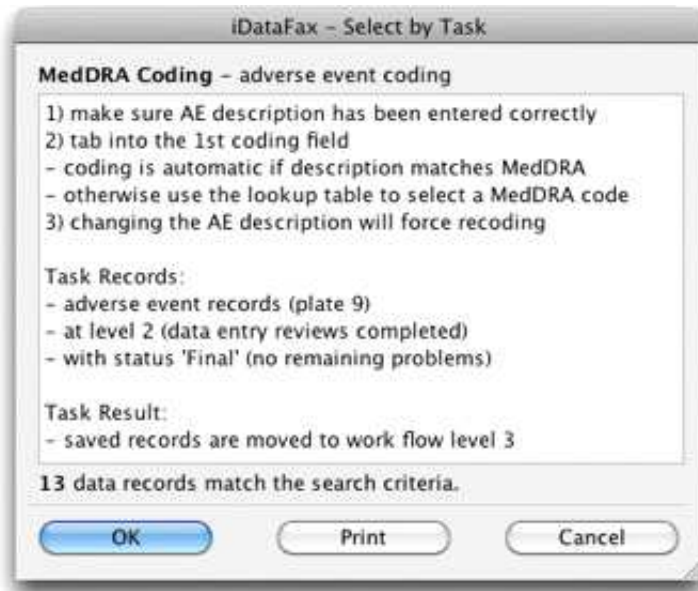 iDataFax - Select by Task
MedDRA Coding - adverse event coding
1) make sure AE description has been entered correctly
2) tab into the 1st coding field
- coding is automatic if description matches MedDRA
- otherwise use the lookup table to select a MedDRA code
3) changing the AE description will force recoding
Task Records:
- adverse event records (plate 9)
- at level 2 (data entry reviews completed)
- with status 'Final' (no remaining problems)
Task Result:
- saved records are moved to work flow level 3
13 data records match the search criteria.
OK Print Cancel